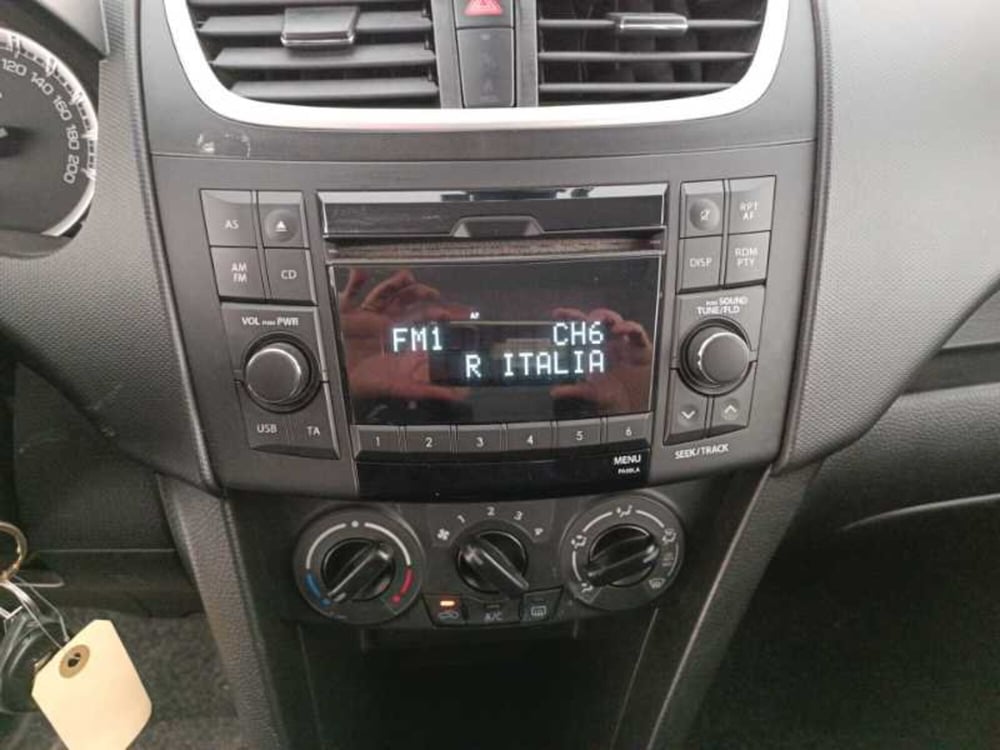 120
140
160
180
200
AS
AM
FM
CD
RPT
AF
DISP
RDM
PTY
VOL PUSH PWR
PUSH SOUND
TUNE/FLD
AF
FM1 CH6
R ITALIA
USB TA
1 2 3 4 5 6
MENU
SEEK/TRACK
1 2 3 4
A/C